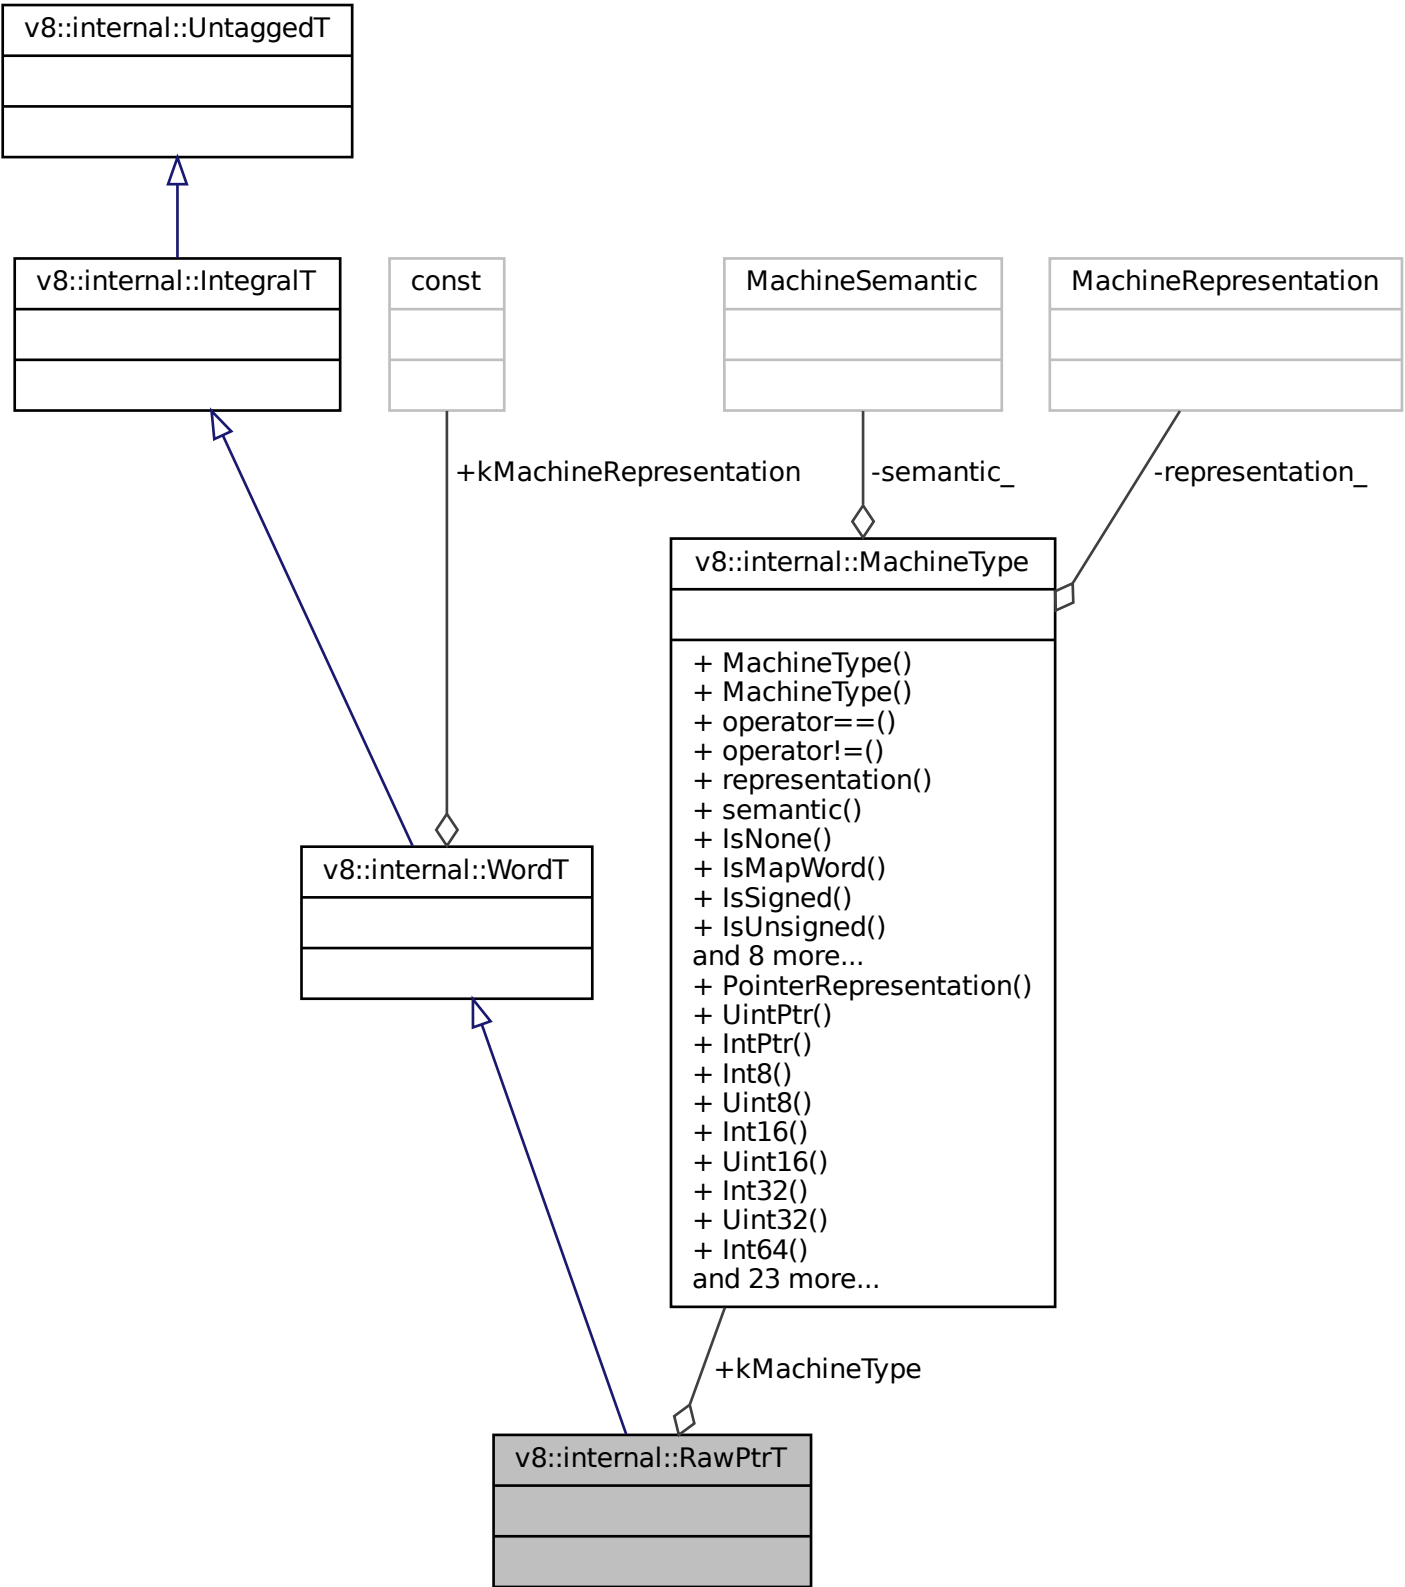 v8::internal::UntaggedT
v8::internal::IntegralT
const
MachineSemantic
MachineRepresentation
+kMachineRepresentation
-semantic_
-representation_
v8::internal::MachineType
+ MachineType()
+ MachineType()
+ operator==()
+ operator!=()
+ representation()
+ semantic()
+ IsNone()
+ IsMapWord()
+ IsSigned()
+ IsUnsigned()
and 8 more...
+ PointerRepresentation()
+ UintPtr()
+ IntPtr()
+ Int8()
+ Uint8()
+ Int16()
+ Uint16()
+ Int32()
+ Uint32()
+ Int64()
and 23 more...
v8::internal::WordT
+kMachineType
v8::internal::RawPtrT